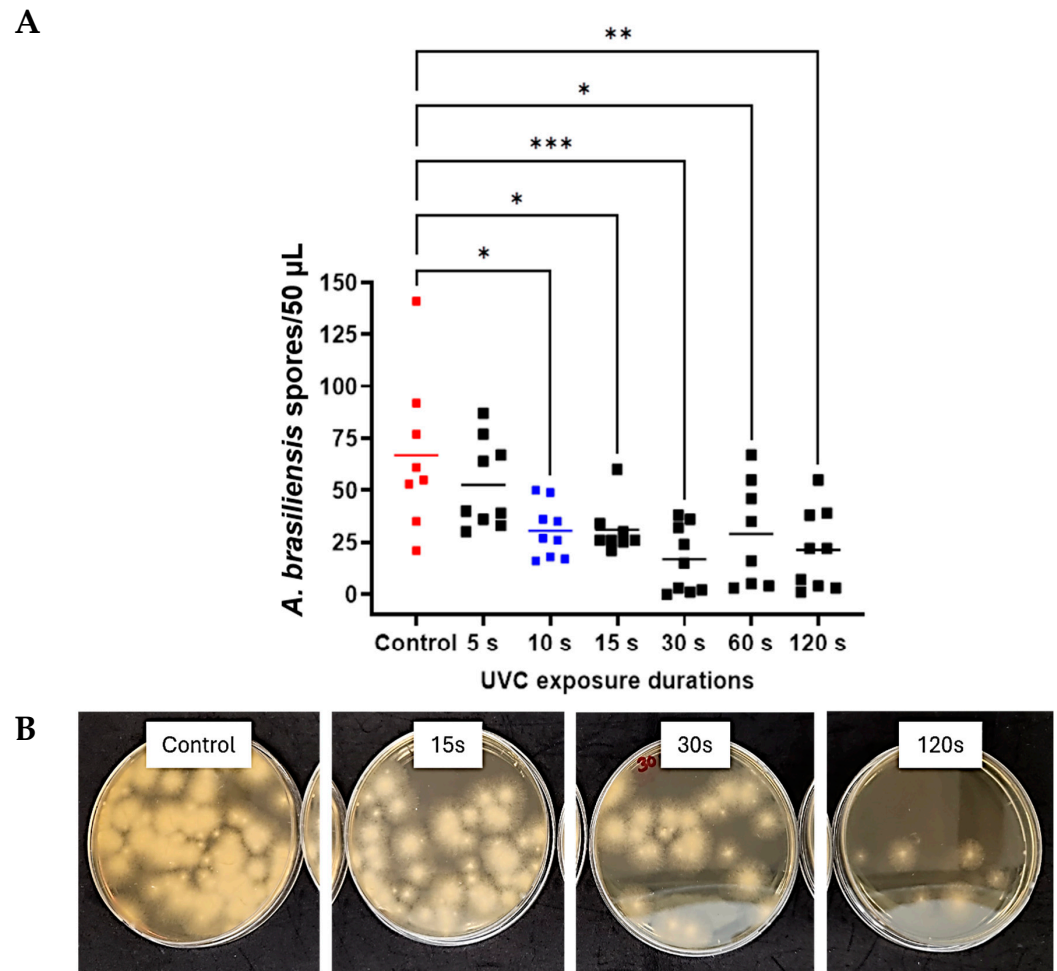 A
**
*
***
*
*
A. brasiliensis spores/50 µL
150
125
100
75
50
25
0
Control 5 s 10 s 15 s 30 s 60 s 120 s
UVC exposure durations
B
Control 15s 30s 120s
30